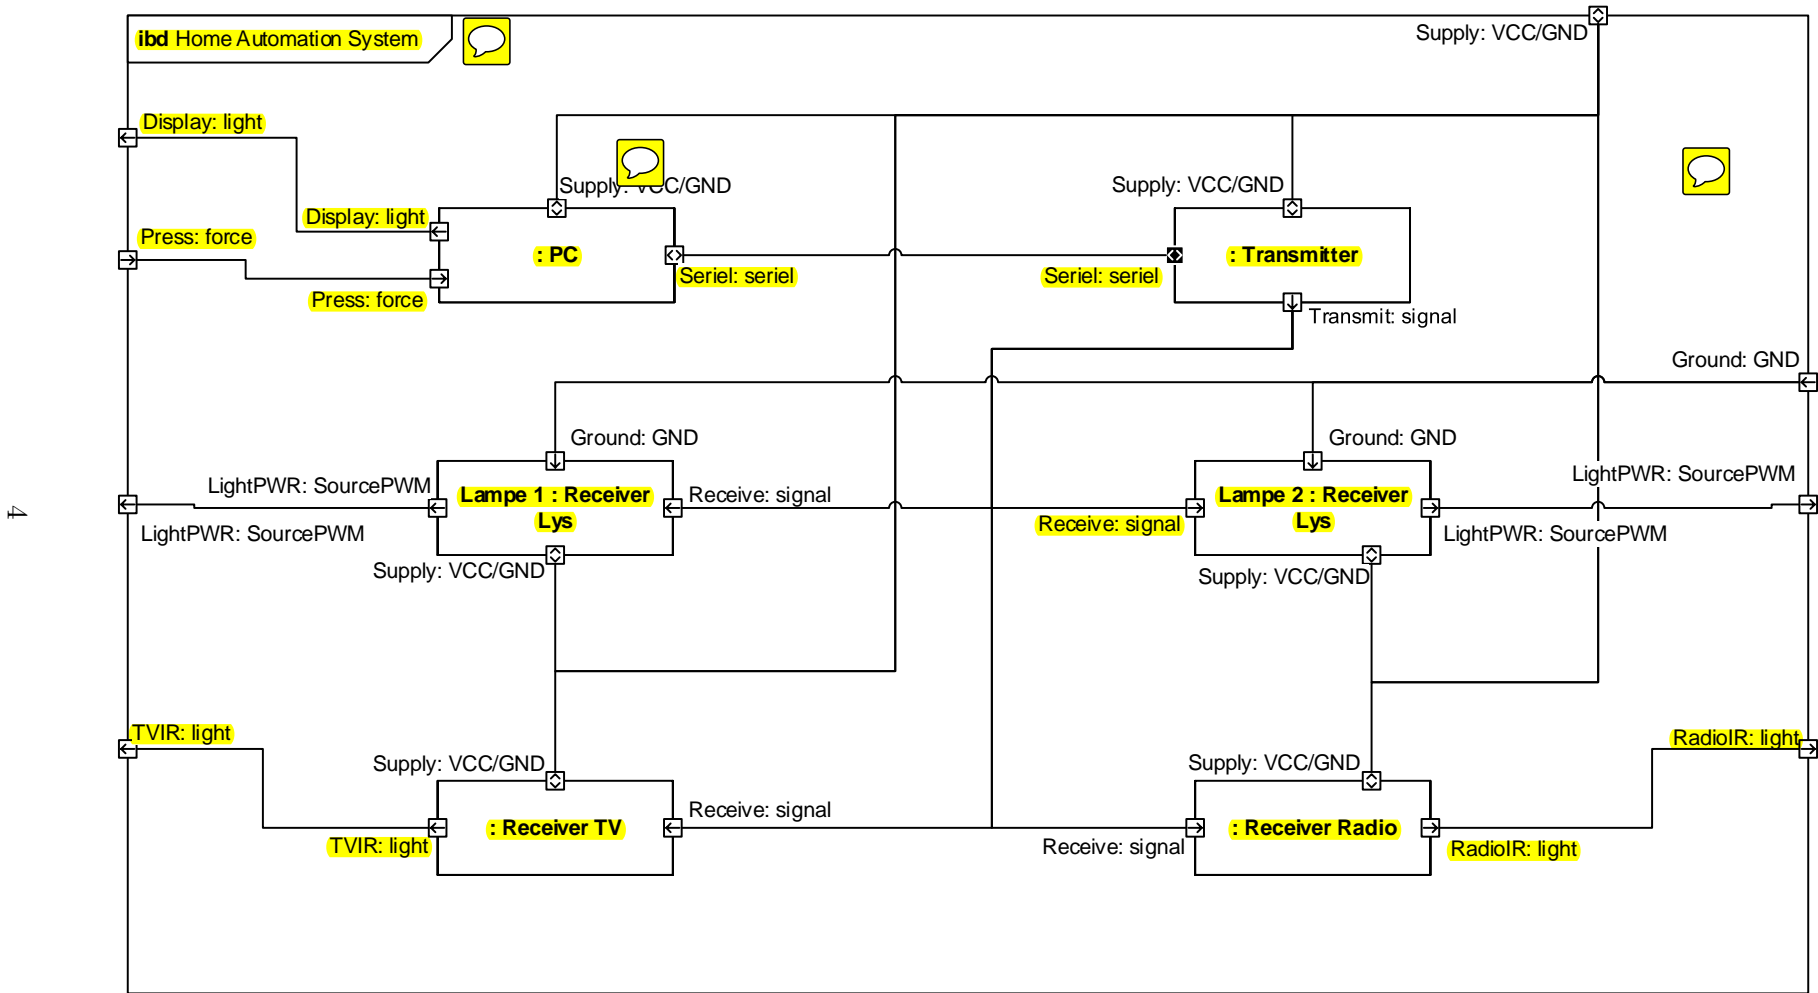 ibd Home Automation System
Supply: VCC/GND
Display: light
Supply: VCC/GND
Supply: VCC/GND
Display: light
Press: force
: PC
: Transmitter
Seriel: seriel
Seriel: seriel
Press: force
Transmit: signal
Ground: GND
Ground: GND
Ground: GND
LightPWR: SourcePWM
Lampe 1 : Receiver
Lys
Receive: signal
Receive: signal
Lampe 2 : Receiver
Lys
LightPWR: SourcePWM
LightPWR: SourcePWM
LightPWR: SourcePWM
Supply: VCC/GND
Supply: VCC/GND
4
TVIR: light
RadioIR: light
Supply: VCC/GND
Supply: VCC/GND
: Receiver TV
Receive: signal
: Receiver Radio
TVIR: light
Receive: signal
RadioIR: light